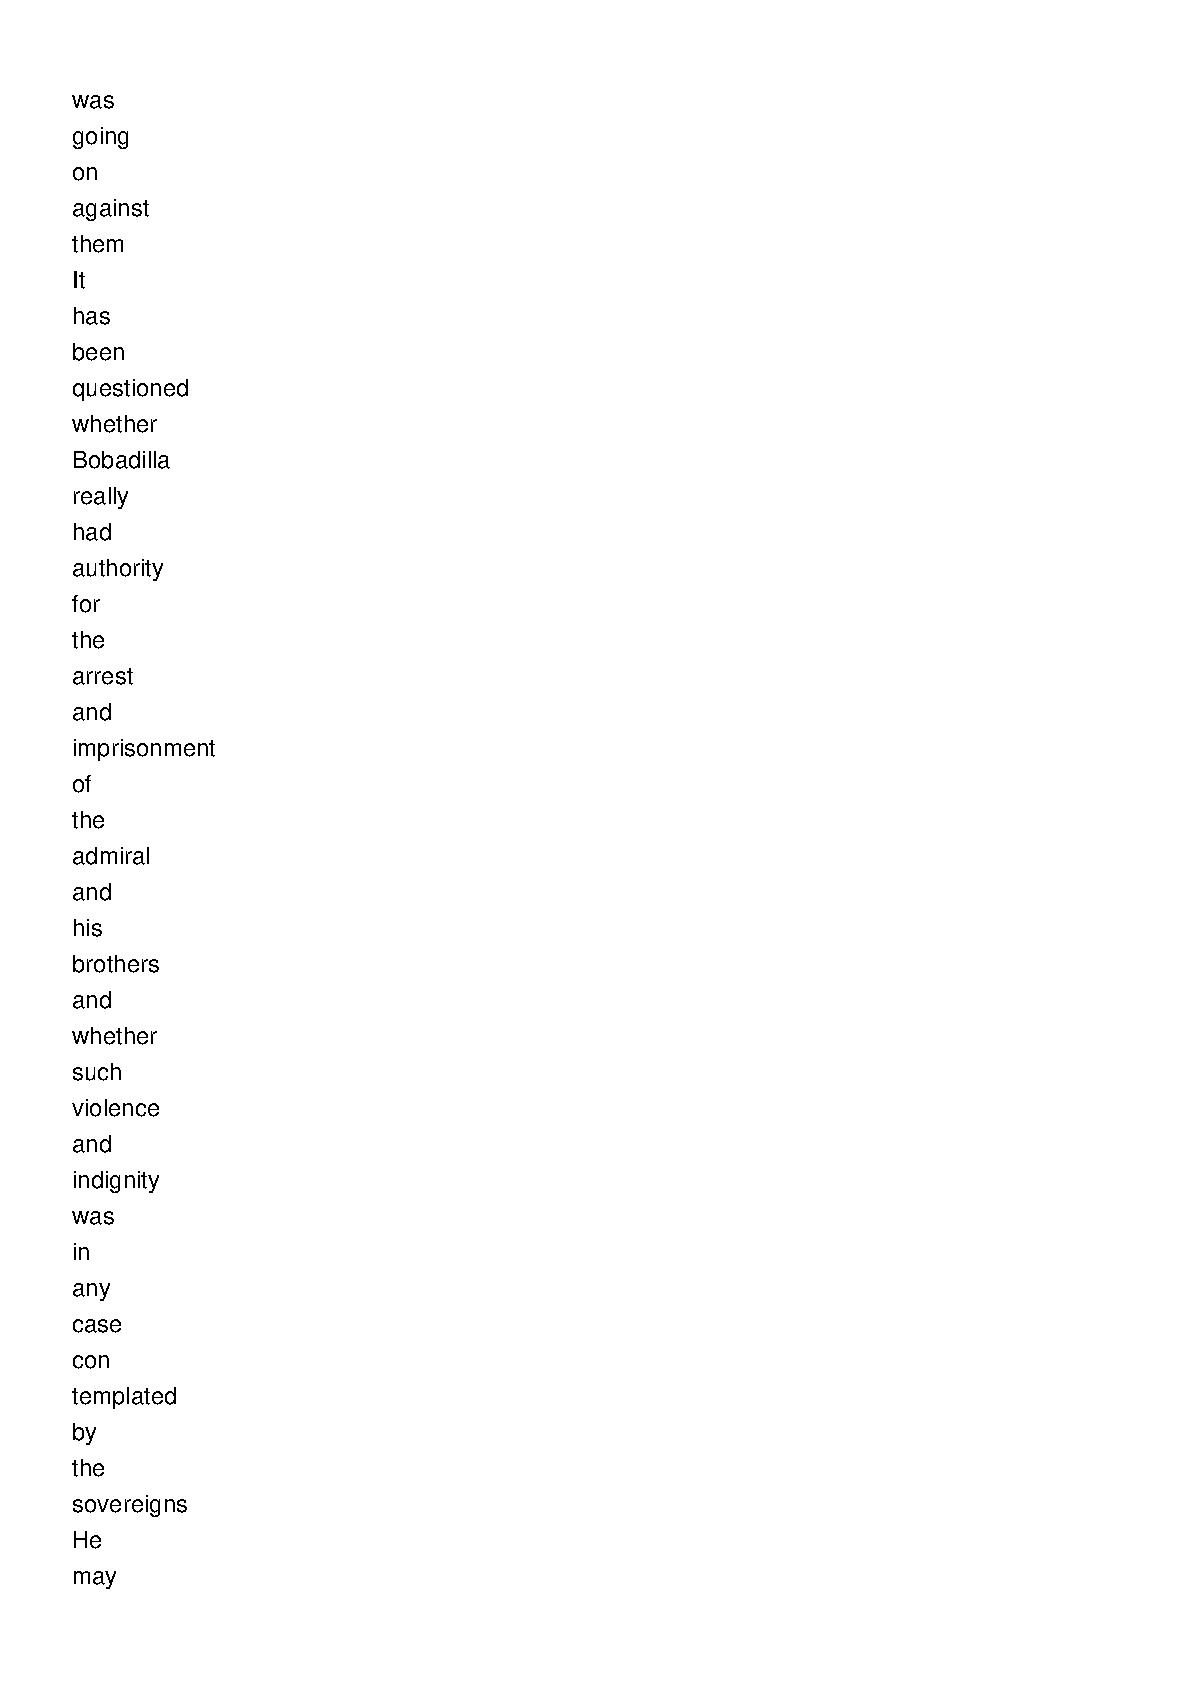 was
going
on
against
them
It
has
been
questioned
whether
Bobadilla
really
had
authority
for
the
arrest
and
imprisonment
of
the
admiral
and
his
brothers
and
whether
such
violence
and
indignity
was
in
any
case
con
templated
by
the
sovereigns
He
may